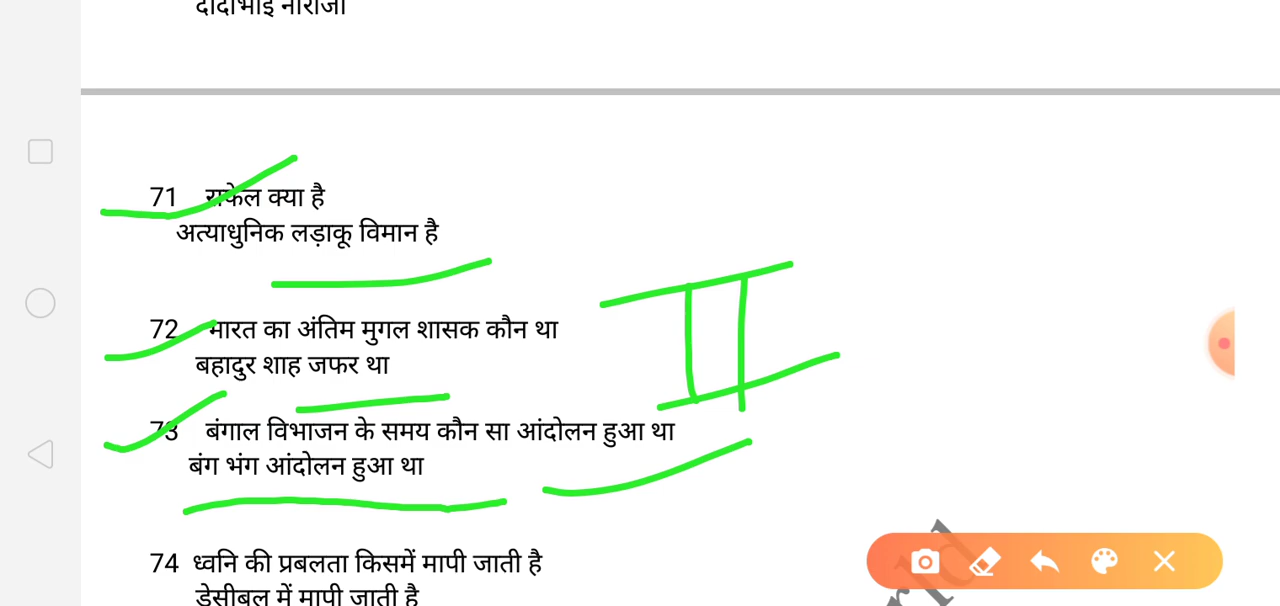 दादाभाई नौरोजी
71 राफेल क्या है
अत्याधुनिक लड़ाकू विमान है
72 भारत का अंतिम मुगल शासक कौन था
बहादुर शाह जफर था
73 बंगाल विभाजन के समय कौन सा आंदोलन हुआ था
बंग भंग आंदोलन हुआ था
II
74 ध्वनि की प्रबलता किसमें मापी जाती है
डेसीबल में मापी जाती है